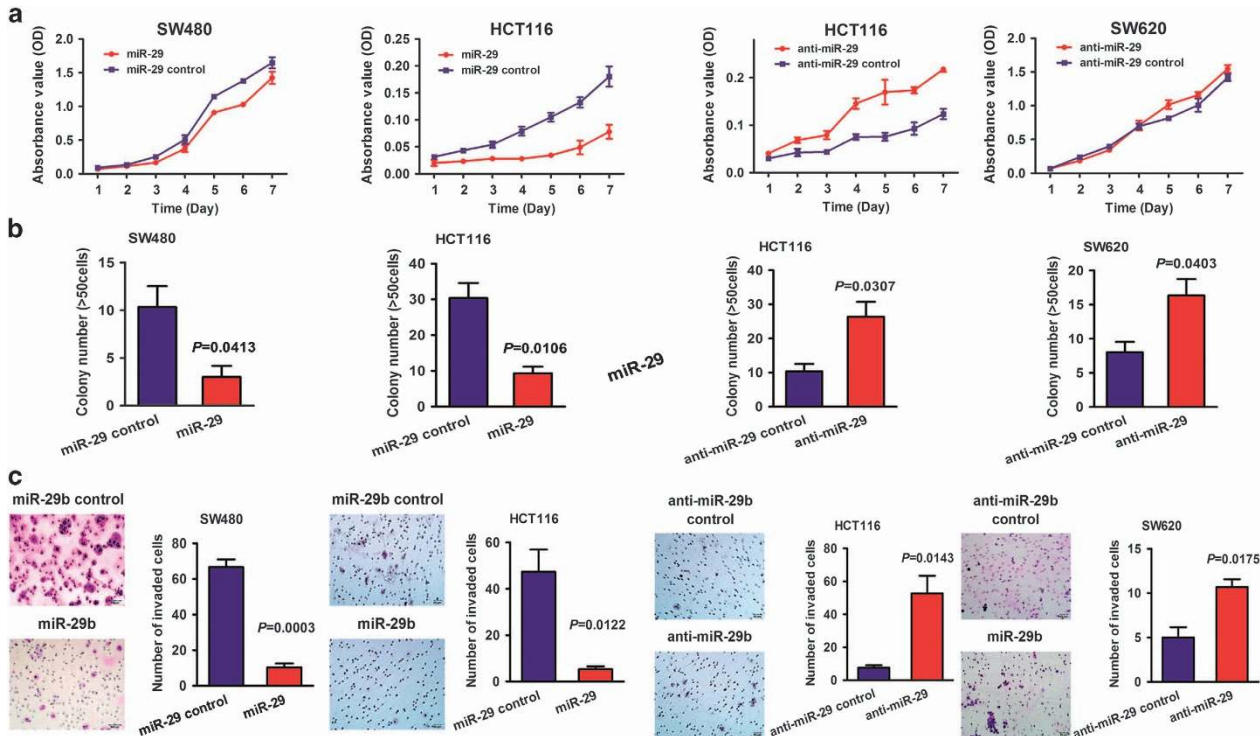 a
SW480
Absorbance value (OD)
2.0
1.5
1.0
0.5
0.0
miR-29
miR-29 control
1 2 3 4 5 6 7
Time (Day)
HCT116
Absorbance value (OD)
0.25
0.20
0.15
0.10
0.05
0.00
miR-29
miR-29 control
1 2 3 4 5 6 7
Time (Day)
HCT116
Absorbance value (OD)
0.2
0.1
0.0
anti-miR-29
anti-miR-29 control
1 2 3 4 5 6 7
Time (Day)
SW620
Absorbance value (OD)
2.0
1.5
1.0
0.5
0.0
anti-miR-29
anti-miR-29 control
1 2 3 4 5 6 7
Time (Day)
b
SW480
Colony number (>50cells)
15
10
5
0
P=0.0413
miR-29 control
miR-29
HCT116
Colony number (>50cells)
40
30
20
10
0
P=0.0106
miR-29 control
miR-29
miR-29
HCT116
Colony number (>50cells)
40
30
20
10
0
P=0.0307
anti-miR-29 control
anti-miR-29
SW620
Colony number (>50cells)
20
15
10
5
0
P=0.0403
anti-miR-29 control
anti-miR-29
c
miR-29b control
miR-29b
SW480
Number of invaded cells
80
60
40
20
0
P=0.0003
miR-29 control
miR-29
miR-29b control
miR-29b
HCT116
Number of invaded cells
60
40
20
0
P=0.0122
miR-29 control
miR-29
anti-miR-29b
control
anti-miR-29b
HCT116
Number of invaded cells
80
60
40
20
0
P=0.0143
anti-miR-29 control
anti-miR-29
anti-miR-29b
control
miR-29b
SW620
Number of invaded cells
15
10
5
0
P=0.0175
anti-miR-29 control
anti-miR-29